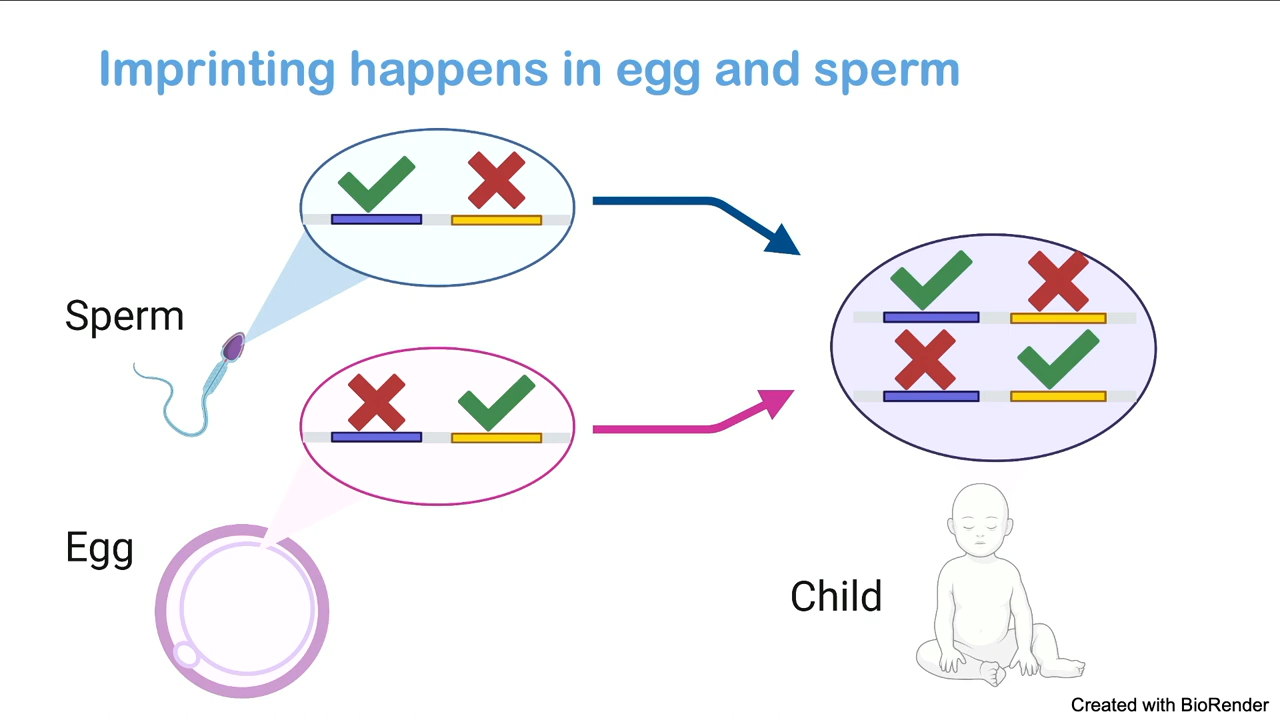 Imprinting happens in egg and sperm
Sperm
Egg
Child
Created with BioRender